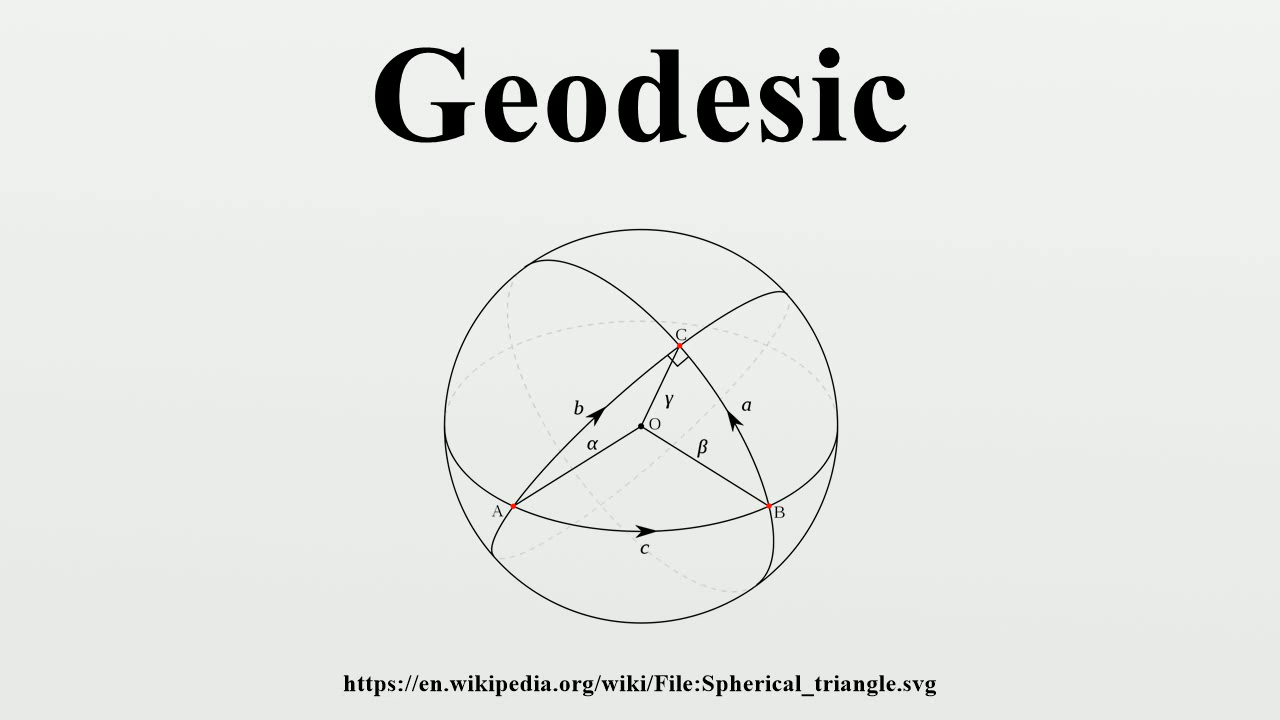 Geodesic
C
b
γ
a
O
α
β
A
B
c
https://en.wikipedia.org/wiki/File:Spherical_triangle.svg